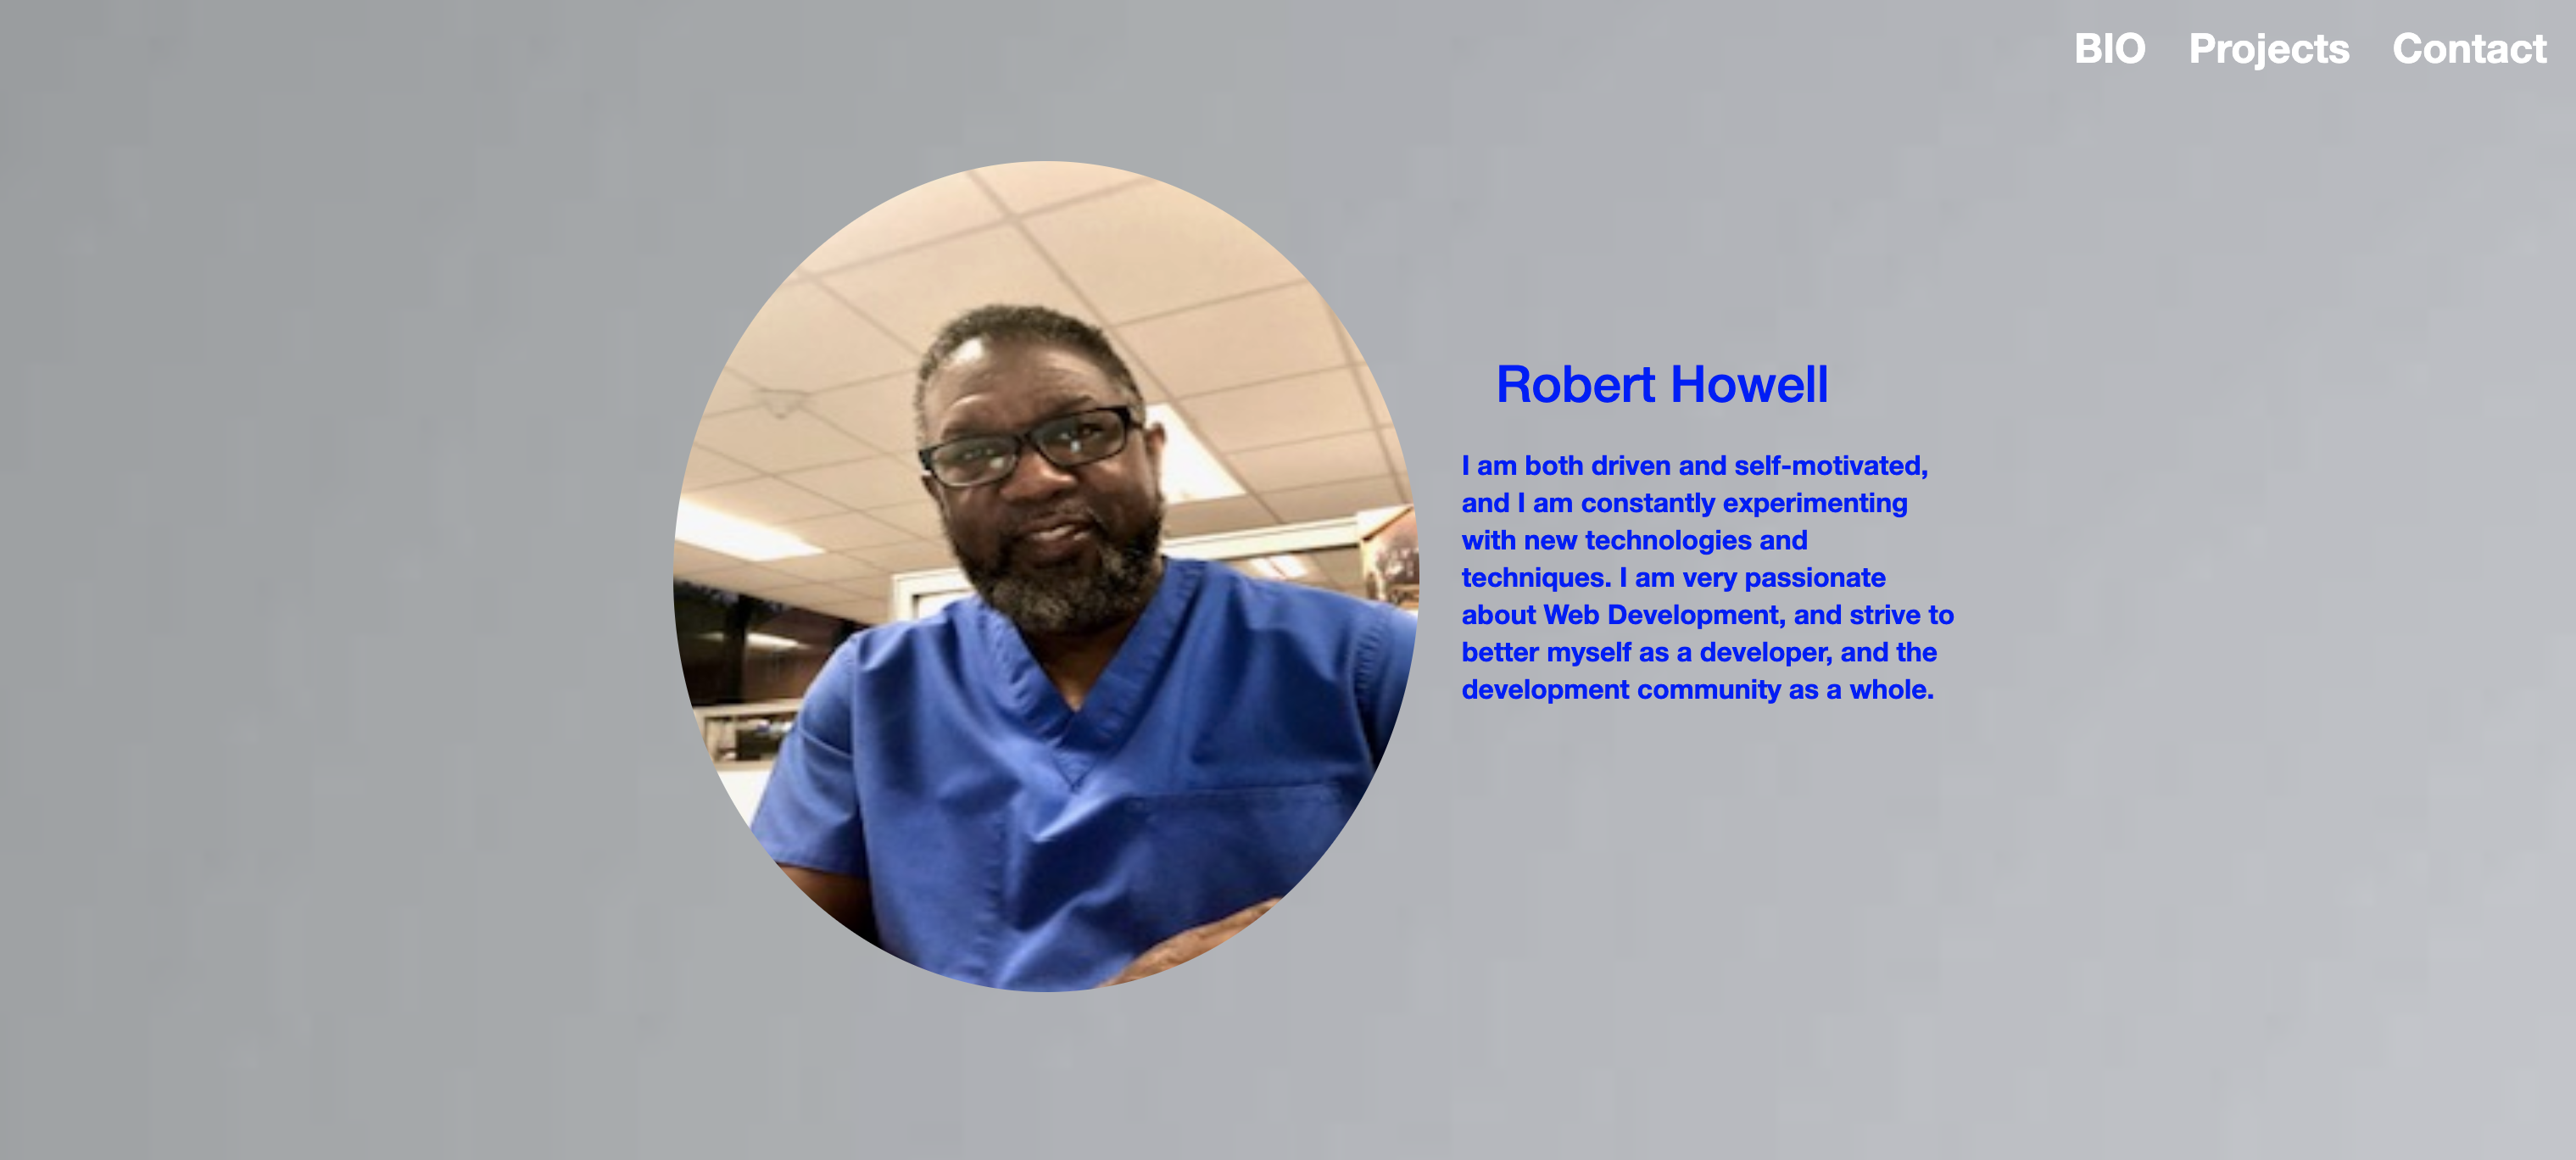 BIO Projects Contact
Robert Howell
I am both driven and self-motivated,
and I am constantly experimenting
with new technologies and
techniques. I am very passionate
about Web Development, and strive to
better myself as a developer, and the
development community as a whole.